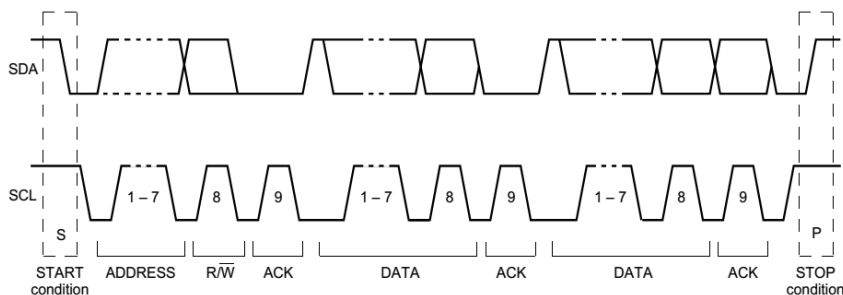 SDA
SCL
1 – 7
8
9
1 – 7
8
9
1 – 7
8
9
S
P
START
condition
ADDRESS
R/W̅
ACK
DATA
ACK
DATA
ACK
STOP
condition